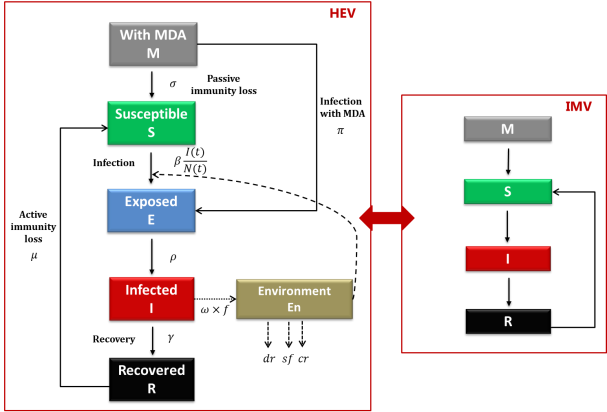 HEV
With MDA
M
σ
Passive
immunity loss
Infection
with MDA
π
Susceptible
S
Infection
β I(t)/N(t)
Exposed
E
Active
immunity
loss
μ
ρ
Infected
I
ω × f
Environment
En
dr sf cr
Recovery
γ
Recovered
R
IMV
M
S
I
R